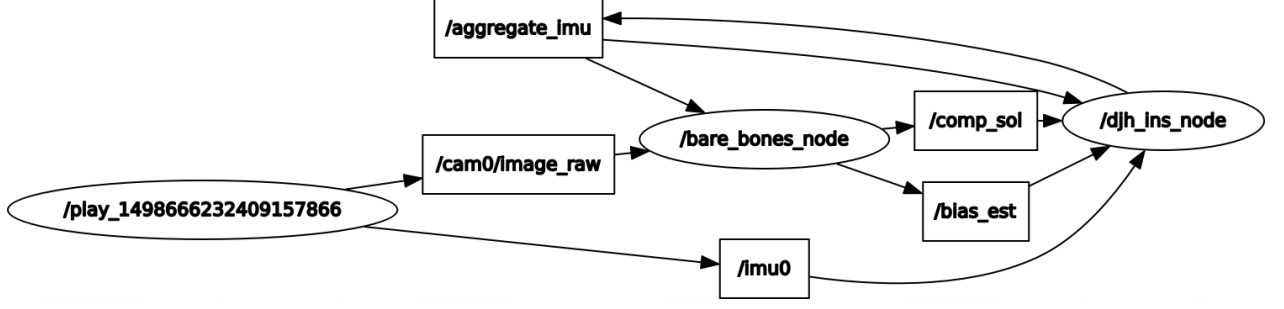 /aggregate_imu
/comp_sol
/djh_ins_node
/bare_bones_node
/cam0/image_raw
/play_1498666232409157866
/bias_est
/imu0